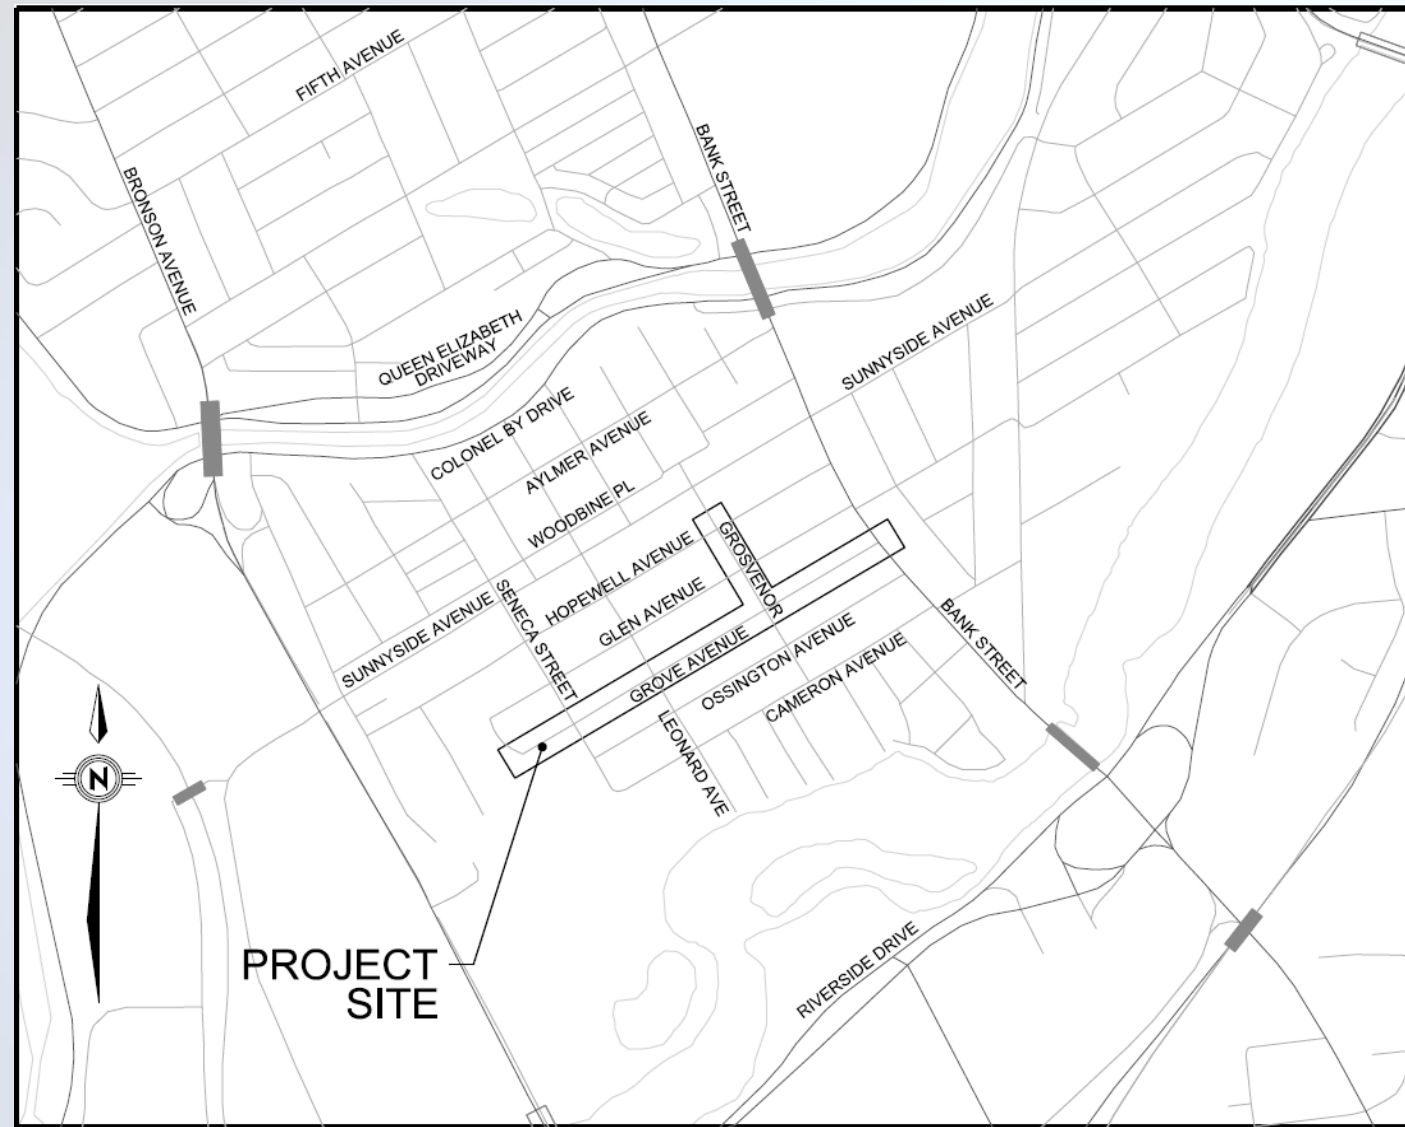 FIFTH AVENUE
BANK STREET
BRONSON AVENUE
SUNNYSIDE AVENUE
QUEEN ELIZABETH
DRIVEWAY
COLONEL BY DRIVE
AYLMER AVENUE
WOODBINE PL
HOPEWELL AVENUE
GROSVENOR
GLEN AVENUE
SENECA STREET
SUNNYSIDE AVENUE
GROVE AVENUE
OSSINGTON AVENUE
CAMERON AVENUE
BANK STREET
LEONARD AVE
N
PROJECT
SITE
RIVERSIDE DRIVE